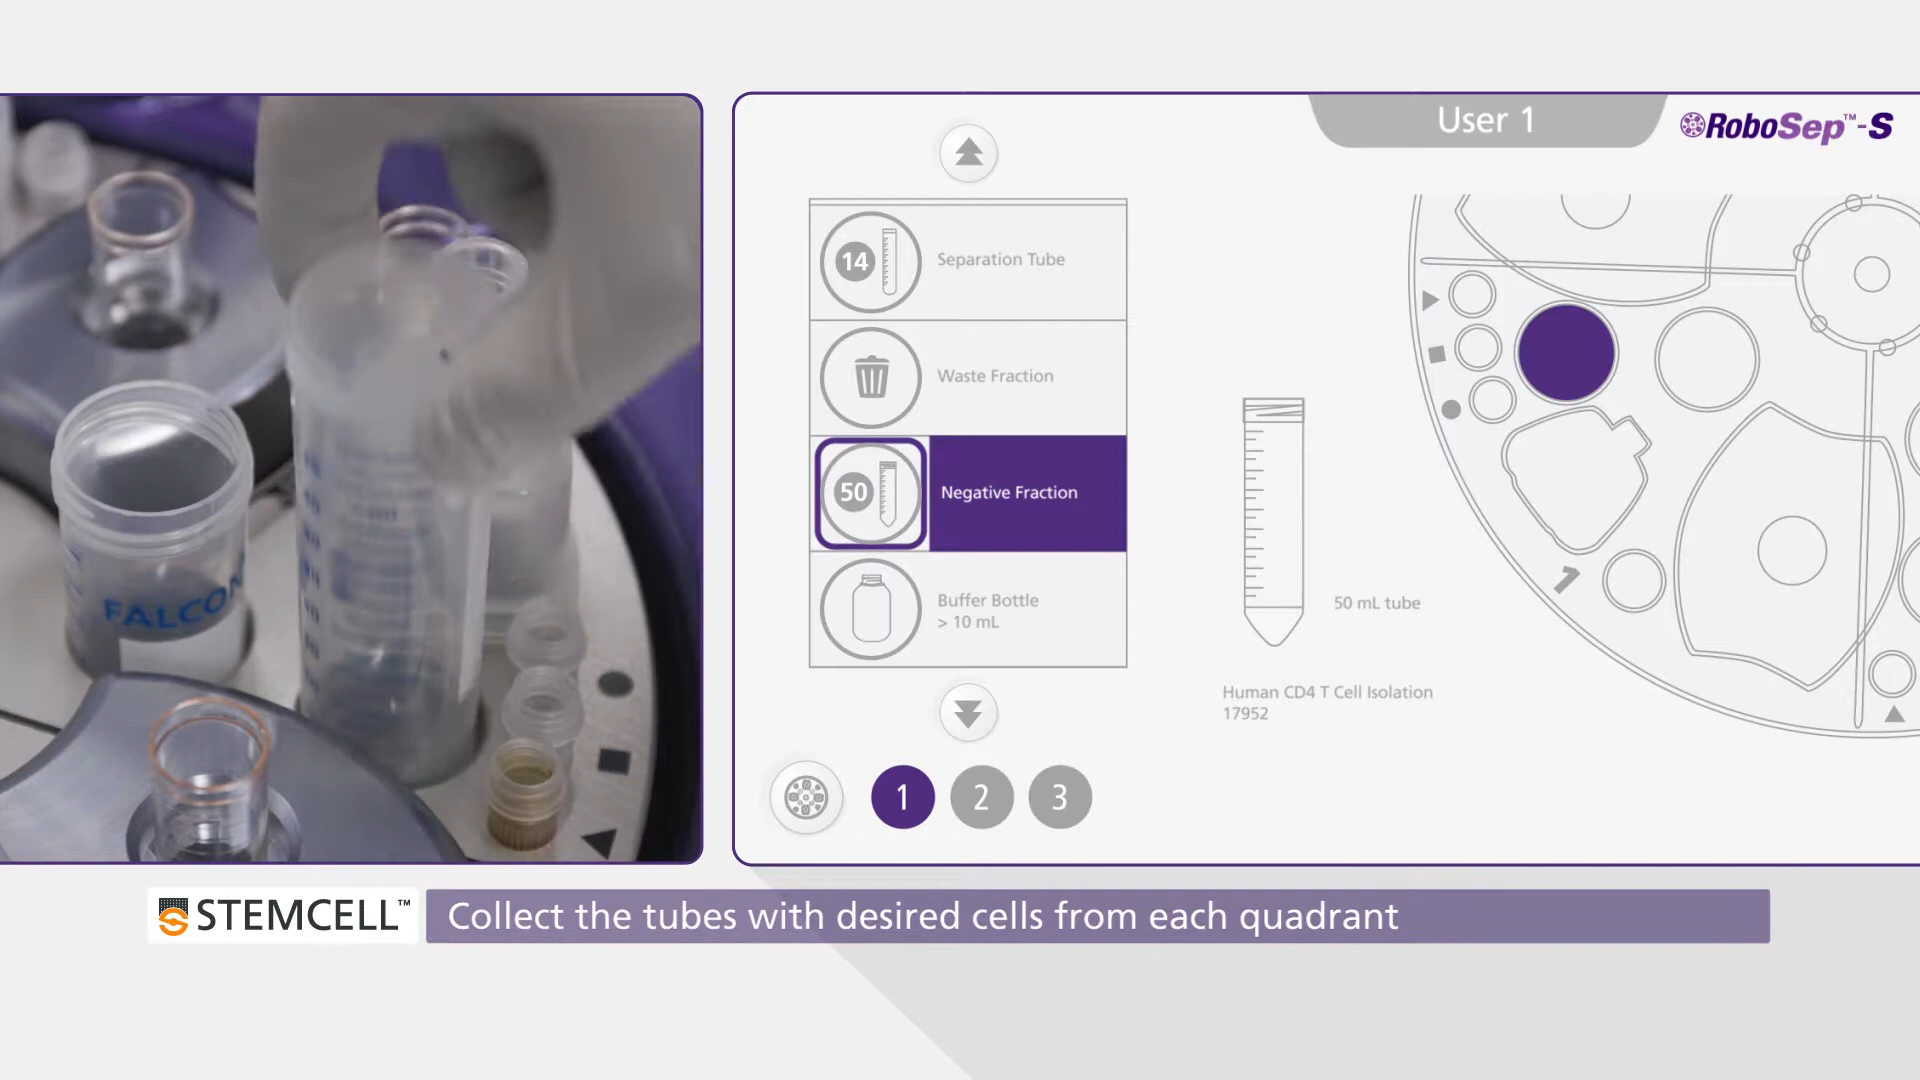 FALCON
User 1
RoboSep™-S
14
Separation Tube
Waste Fraction
50
Negative Fraction
Buffer Bottle
> 10 mL
50 mL tube
Human CD4 T Cell Isolation
17952
1
1
2
3
STEMCELL™
Collect the tubes with desired cells from each quadrant